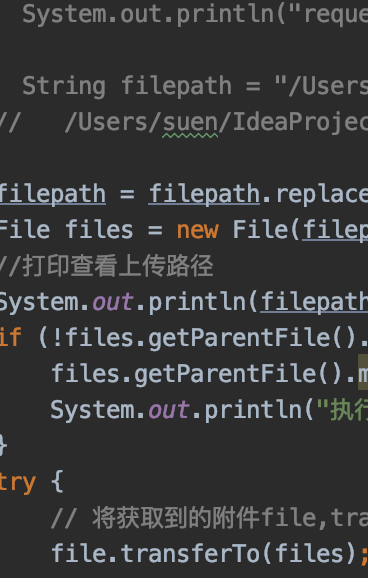 System.out.println("reque
String filepath = "/Users
// /Users/suen/IdeaProjec
filepath = filepath.replace
File files = new File(filep
//打印查看上传路径
System.out.println(filepath
if (!files.getParentFile().
files.getParentFile().m
System.out.println("执行
}
try {
// 将获取到的附件file,tra
file.transferTo(files);